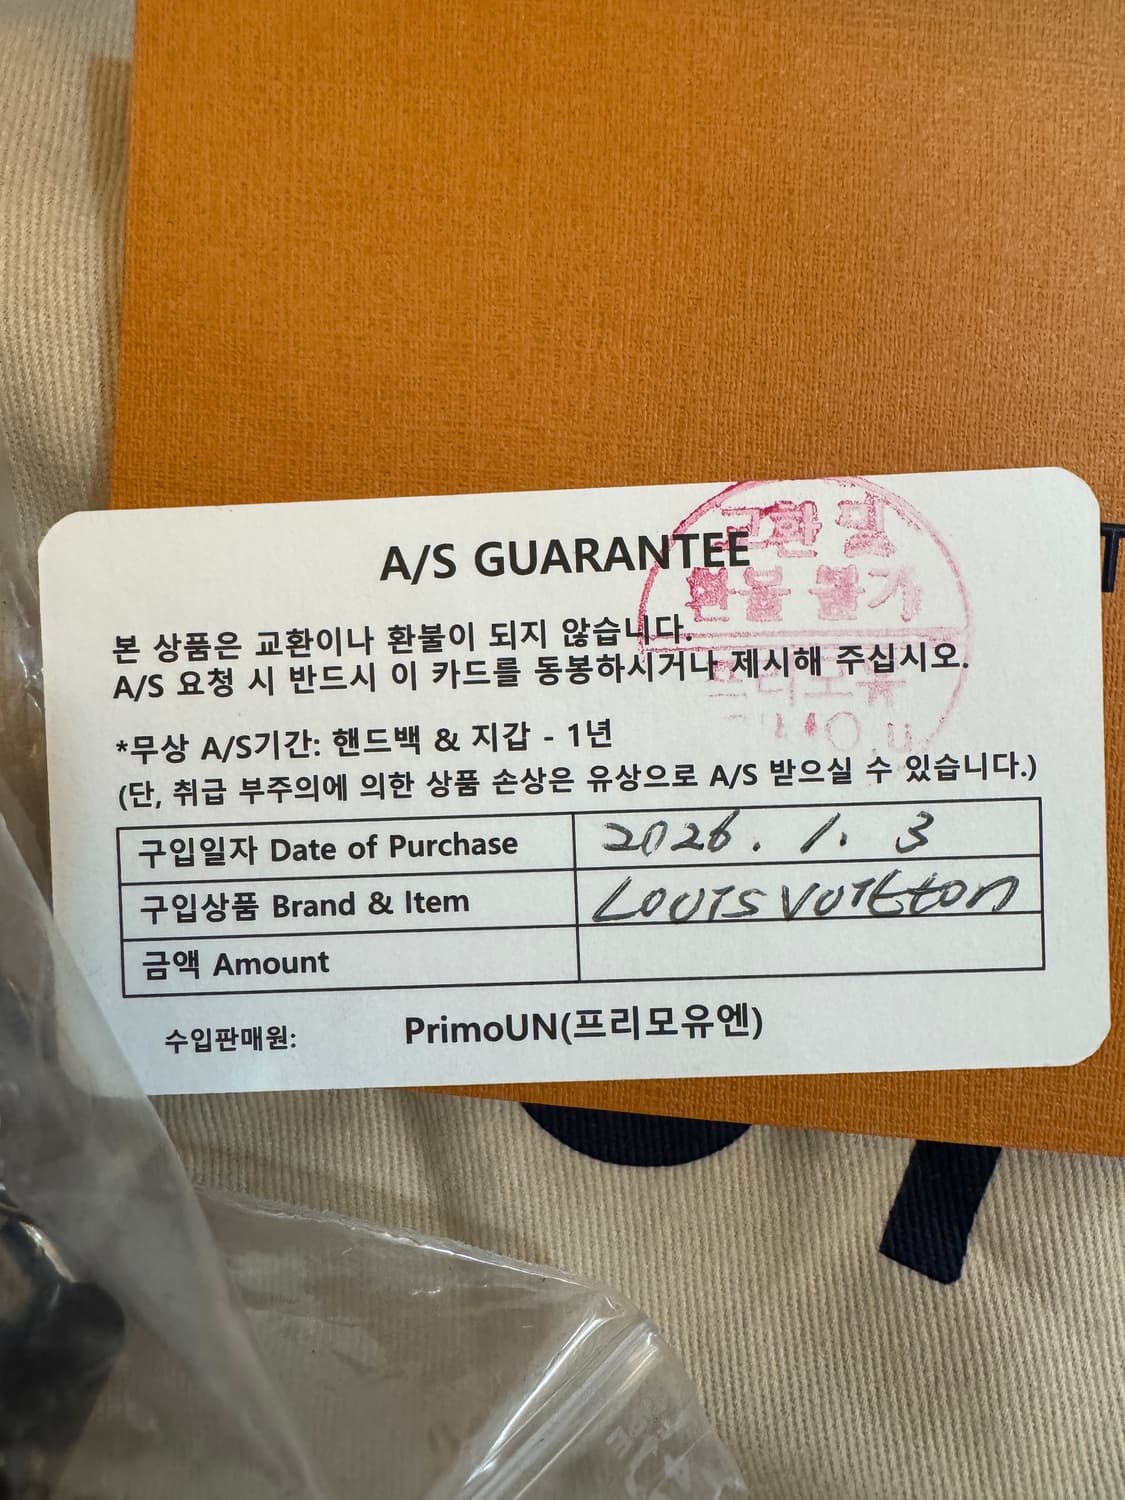 교환 및
환불 불가
프리모유
A/S GUARANTEE
본 상품은 교환이나 환불이 되지 않습니다.
A/S 요청 시 반드시 이 카드를 동봉하시거나 제시해 주십시오.
*무상 A/S기간: 핸드백 & 지갑 - 1년
(단, 취급 부주의에 의한 상품 손상은 유상으로 A/S 받으실 수 있습니다.)
구입일자 Date of Purchase 2026. 1. 3
구입상품 Brand & Item LOUIS VUITtON
금액 Amount
수입판매원: PrimoUN(프리모유엔)